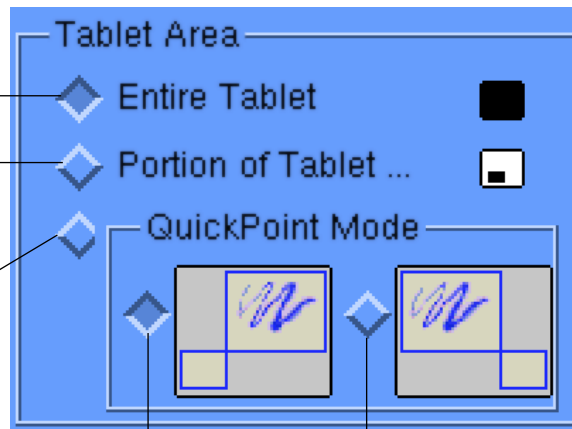 Tablet Area
Entire Tablet
Portion of Tablet ...
QuickPoint Mode